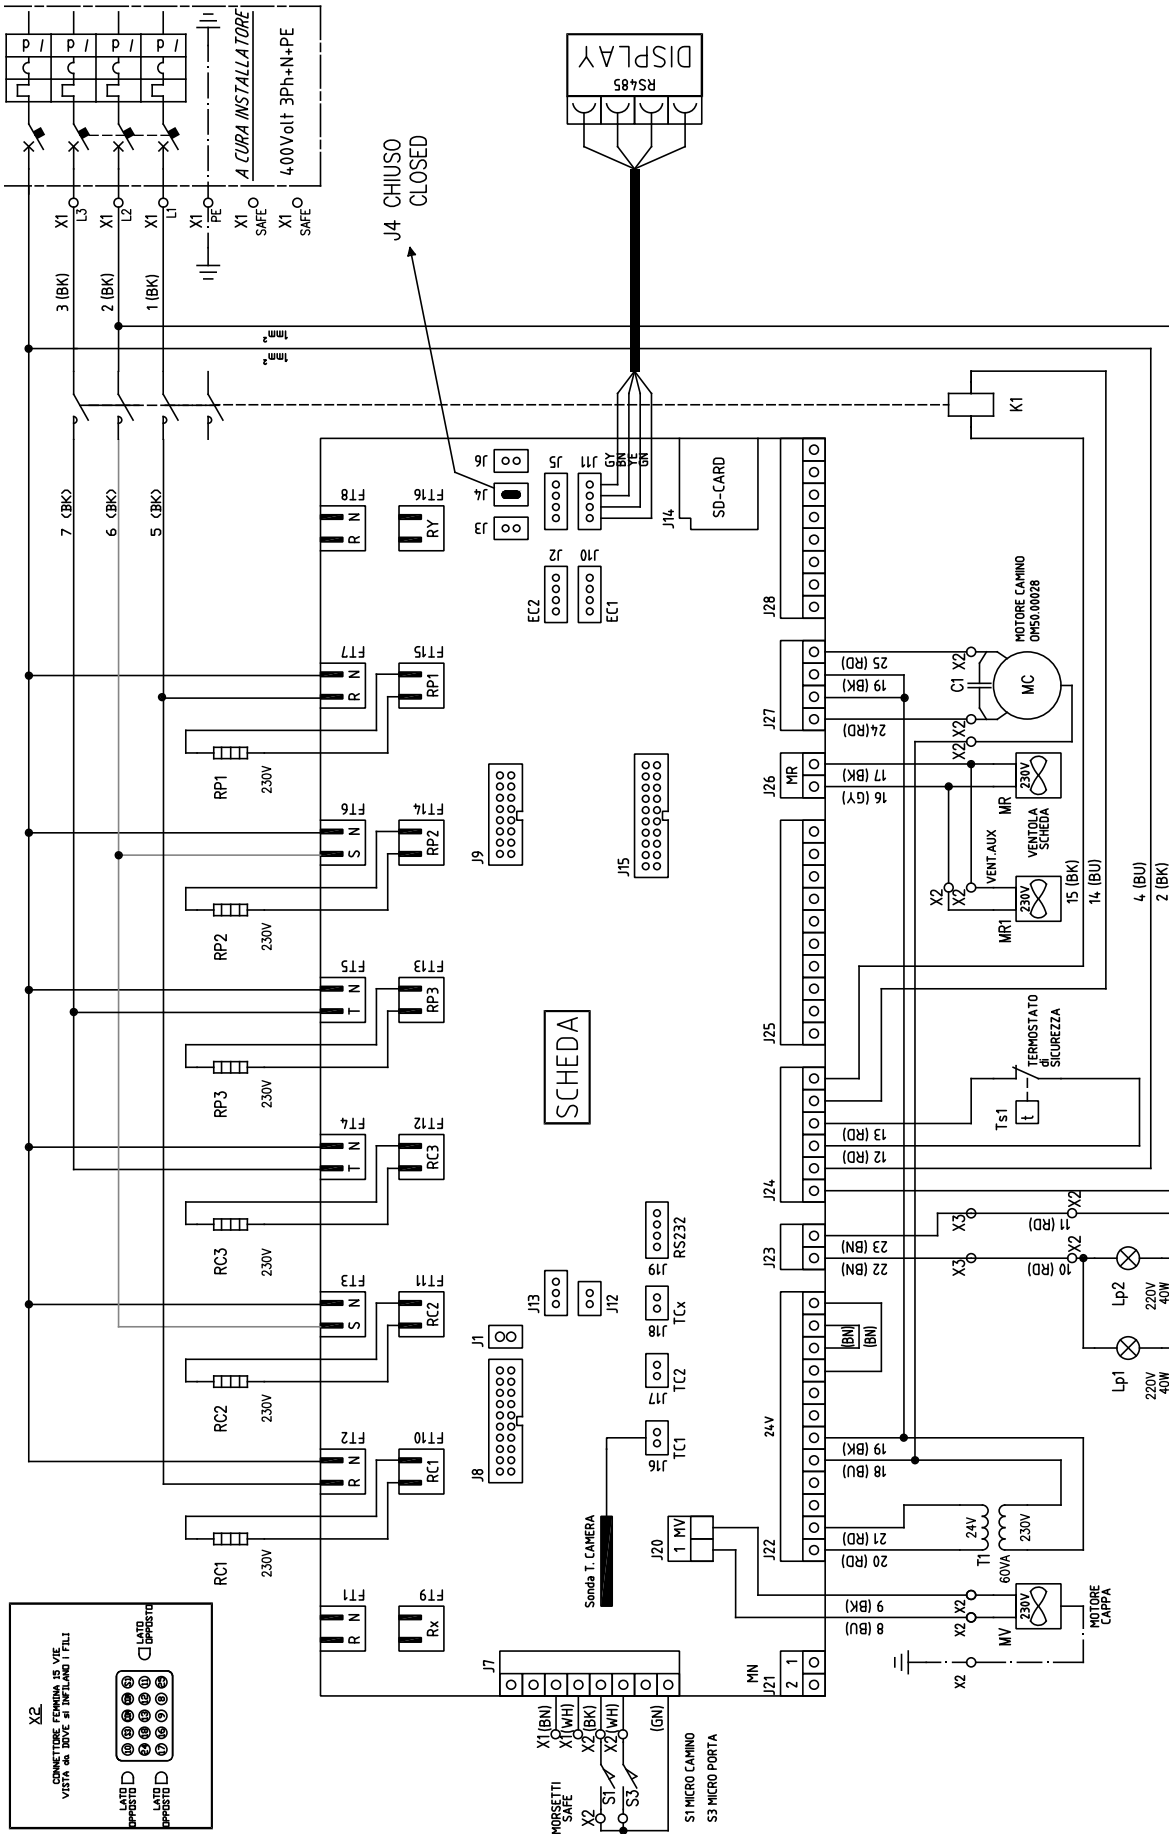 A CURA INSTALLATORE
400Volt 3Ph+N+PE
X1
L3
X1
L2
X1
L1
X1
PE
X1
SAFE
X1
SAFE
3 (BK)
2 (BK)
1 (BK)
1mm²
1mm²
7 (BK)
6 (BK)
5 (BK)
DISPLAY
RS485
J4 CHIUSO
CLOSED
K1
FT8
R N
FT16
RY
J6
J4
J3
J5
J11
GY
BN
YE
GN
J14
SD-CARD
J2
EC2
J10
EC1
J28
FT7
R N
FT15
RP1
RP1
230V
FT6
S N
FT14
RP2
RP2
230V
FT5
T N
FT13
RP3
RP3
230V
FT4
T N
FT12
RC3
RC3
230V
FT3
S N
FT11
RC2
RC2
230V
FT2
R N
FT10
RC1
RC1
230V
FT1
R N
FT9
Rx
J9
J15
SCHEDA
J27
25 (RD)
19 (BK)
24(RD)
X2
X2
X2
C1
MC
MOTORE CAMINO
OM50.00028
J26
MR
17 (BK)
16 (GY)
230V
MR
VENTOLA
SCHEDA
VENT.AUX
X2
X2
230V
MR1
15 (BK)
14 (BU)
4 (BU)
2 (BK)
J25
TERMOSTATO
di
SICUREZZA
Ts1
t
13 (RD)
12 (RD)
J24
J23
23 (BN)
22 (BN)
X3
X3
11 (RD)
10 (RD)
X2
X2
Lp2
220V
40W
Lp1
220V
40W
J19
RS232
J13
J12
J18
TCx
J17
TC2
J16
TC1
J1
J8
Sonda T. CAMERA
(BN)
(BN)
24V
J22
19 (BK)
18 (BU)
21 (RD)
20 (RD)
24V
230V
T1
60VA
J20
1 MV
9 (BK)
8 (BU)
X2
X2
X2
230V
MV
MOTORE
CAPPA
MN
J21
2 1
J7
X1(BN)
X1(WH)
X2(BK)
X2(WH)
(GN)
MORSETTI
SAFE
S1
S3
X2
S1 MICRO CAMINO
S3 MICRO PORTA
X2
CONNETTORE FEMMINA 15 VIE
VISTA da DOVE si INFILANO I FILI
LATO
OPPOSTO
LATO
OPPOSTO
LATO
OPPOSTO